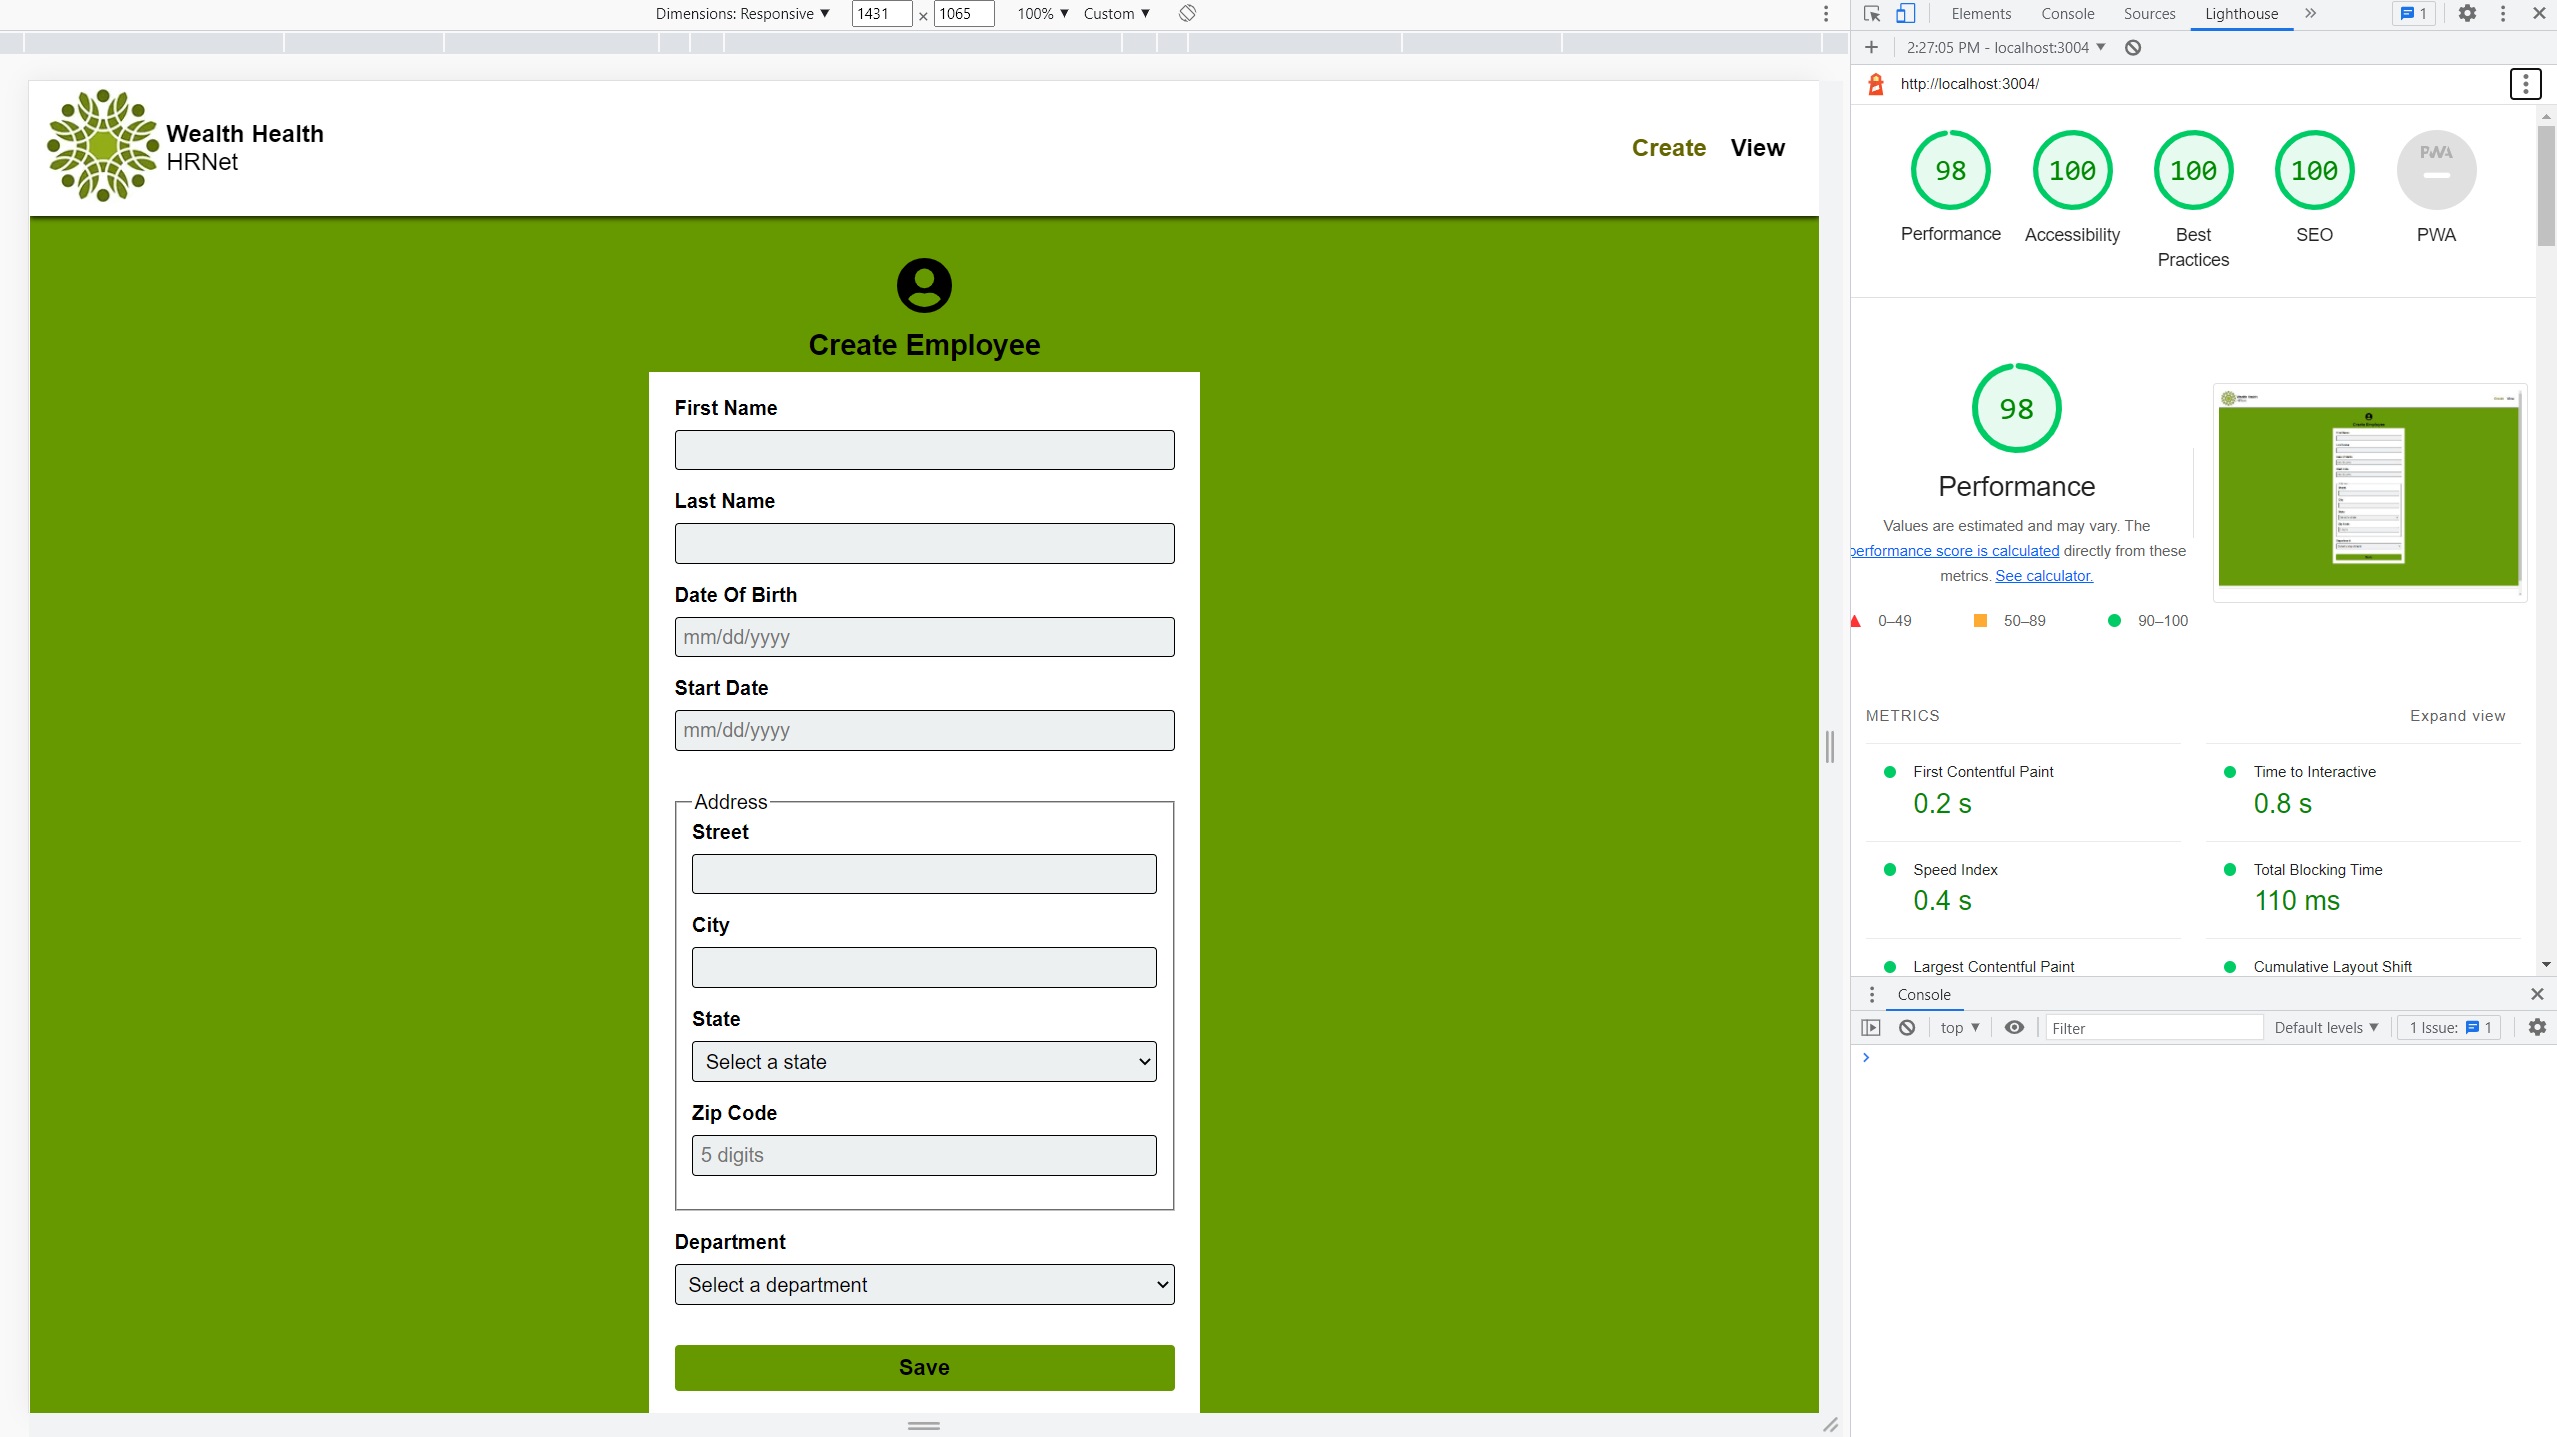 Dimensions: Responsive ▼ 1431 × 1065 100% ▼ Custom ▼
Wealth Health
HRNet
Create View
Create Employee
First Name
Last Name
Date Of Birth
mm/dd/yyyy
Start Date
mm/dd/yyyy
Address
Street
City
State
Select a state
Zip Code
5 digits
Department
Select a department
Save
Elements Console Sources Lighthouse » 1
2:27:05 PM - localhost:3004 ▼
http://localhost:3004/
98 100 100 100 PWA
Performance Accessibility Best Practices SEO PWA
98
Performance
Values are estimated and may vary. The
performance score is calculated directly from these
metrics. See calculator.
0–49 50–89 90–100
METRICS Expand view
First Contentful Paint
0.2 s
Time to Interactive
0.8 s
Speed Index
0.4 s
Total Blocking Time
110 ms
Largest Contentful Paint
Cumulative Layout Shift
Console
top ▼ Filter Default levels ▼ 1 Issue: 1